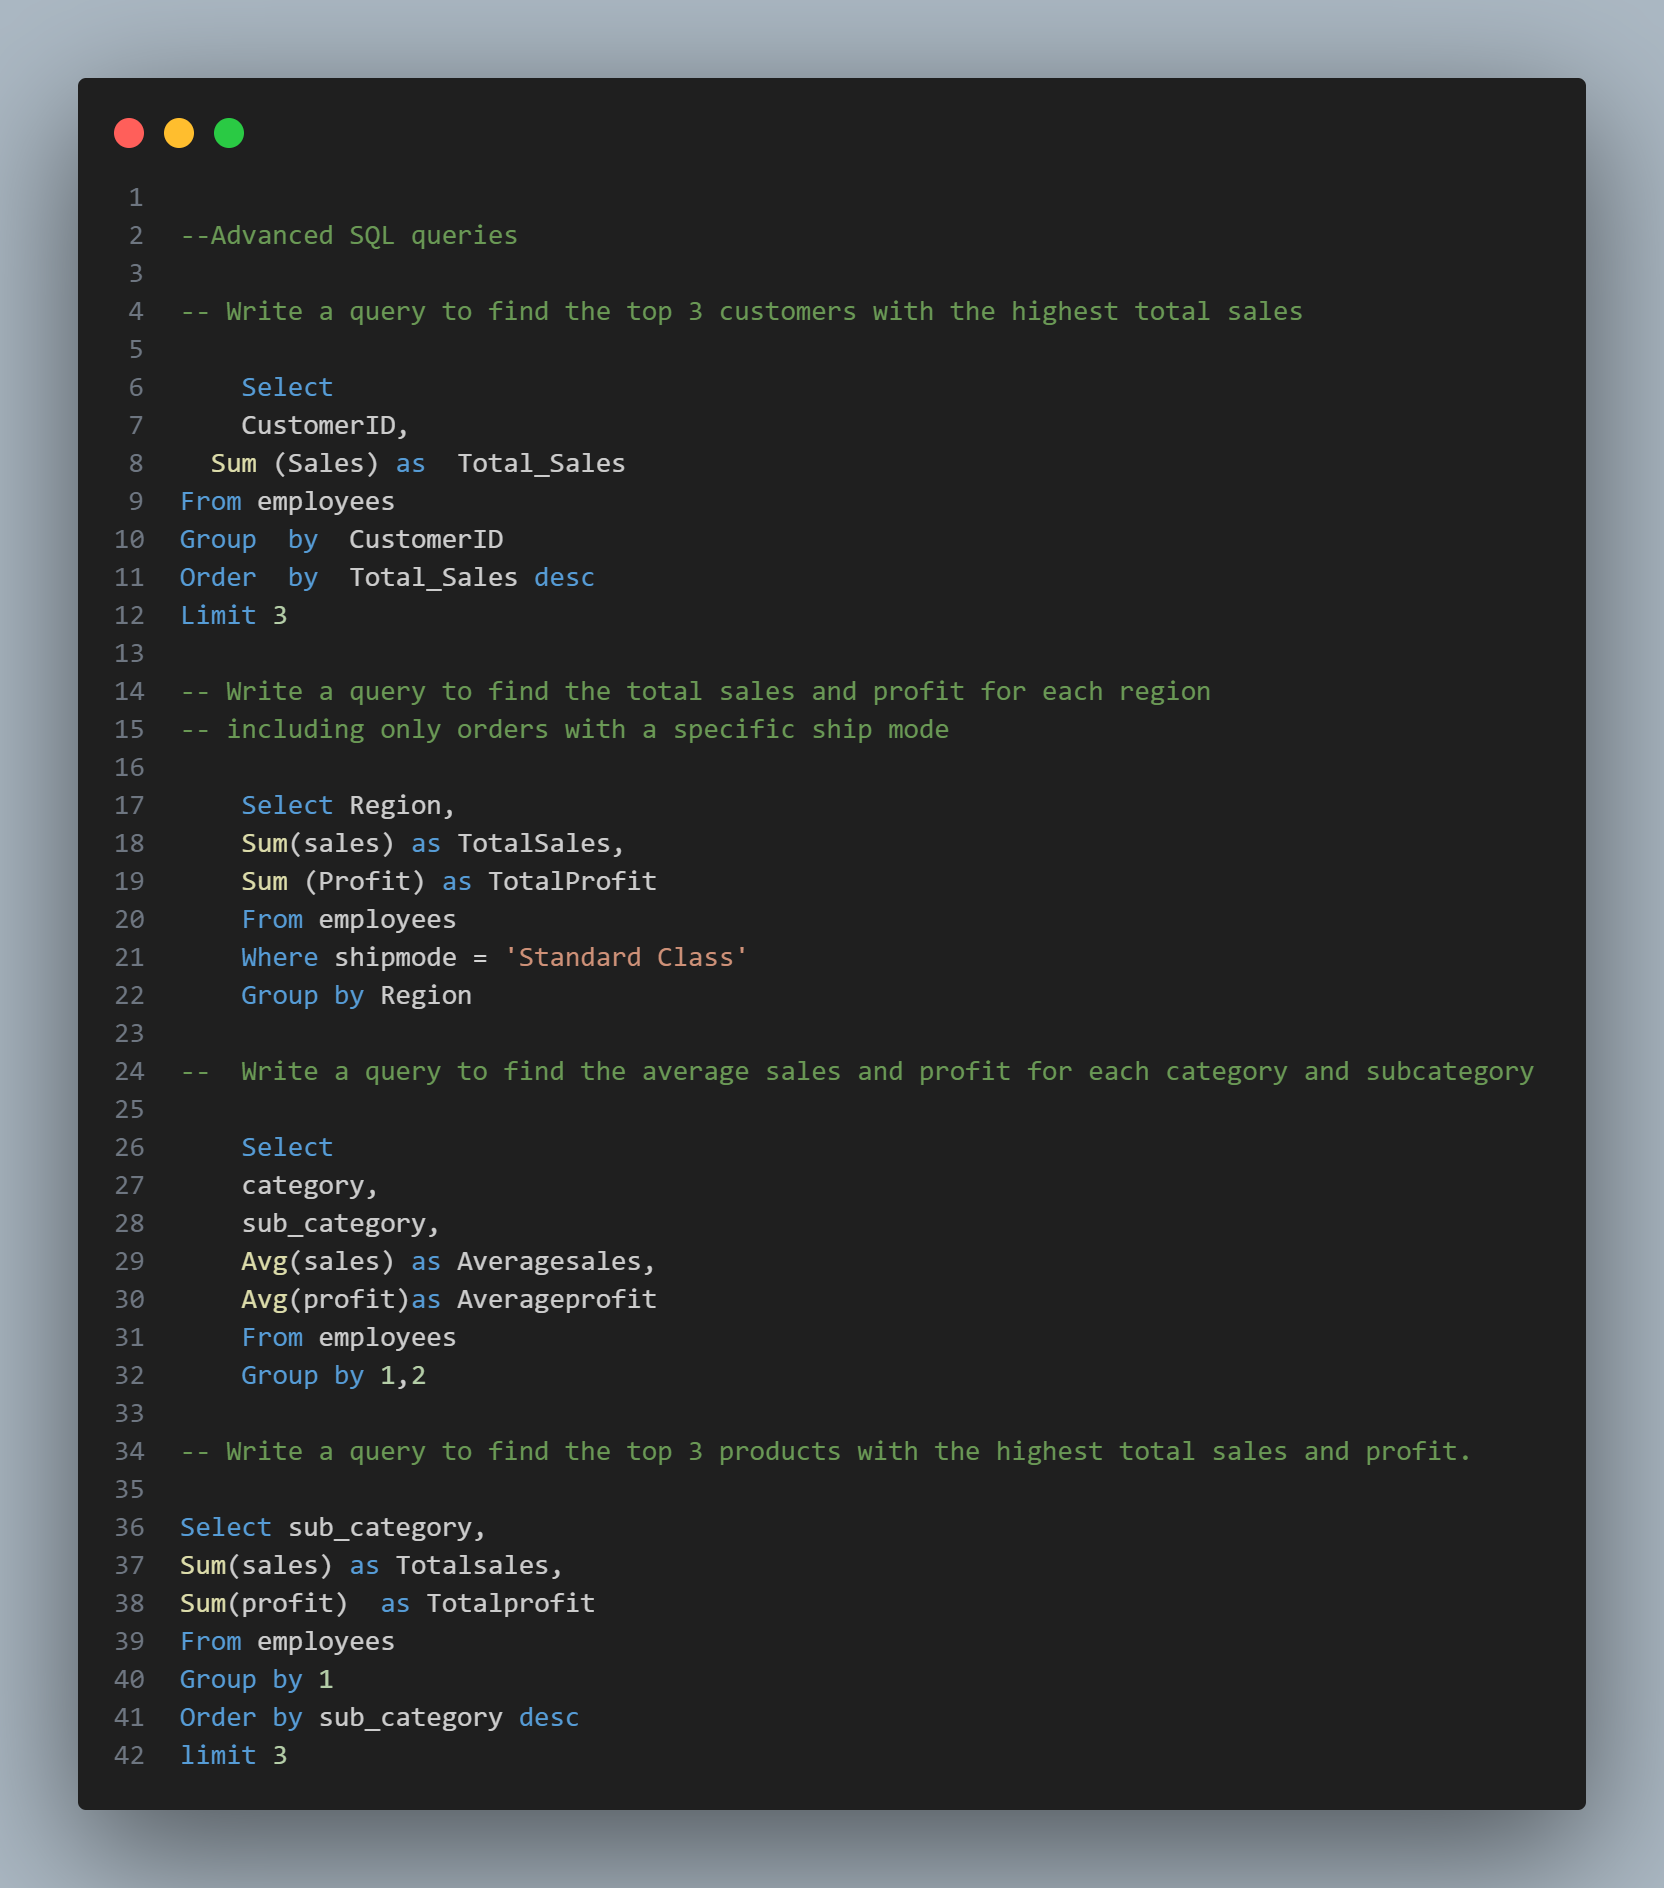 1
2 --Advanced SQL queries
3
4 -- Write a query to find the top 3 customers with the highest total sales
5
6     Select
7     CustomerID,
8   Sum (Sales) as  Total_Sales
9 From employees
10 Group  by  CustomerID
11 Order  by  Total_Sales desc
12 Limit 3
13
14 -- Write a query to find the total sales and profit for each region
15 -- including only orders with a specific ship mode
16
17     Select Region,
18     Sum(sales) as TotalSales,
19     Sum (Profit) as TotalProfit
20     From employees
21     Where shipmode = 'Standard Class'
22     Group by Region
23
24 --  Write a query to find the average sales and profit for each category and subcategory
25
26     Select
27     category,
28     sub_category,
29     Avg(sales) as Averagesales,
30     Avg(profit)as Averageprofit
31     From employees
32     Group by 1,2
33
34 -- Write a query to find the top 3 products with the highest total sales and profit.
35
36 Select sub_category,
37 Sum(sales) as Totalsales,
38 Sum(profit)  as Totalprofit
39 From employees
40 Group by 1
41 Order by sub_category desc
42 limit 3